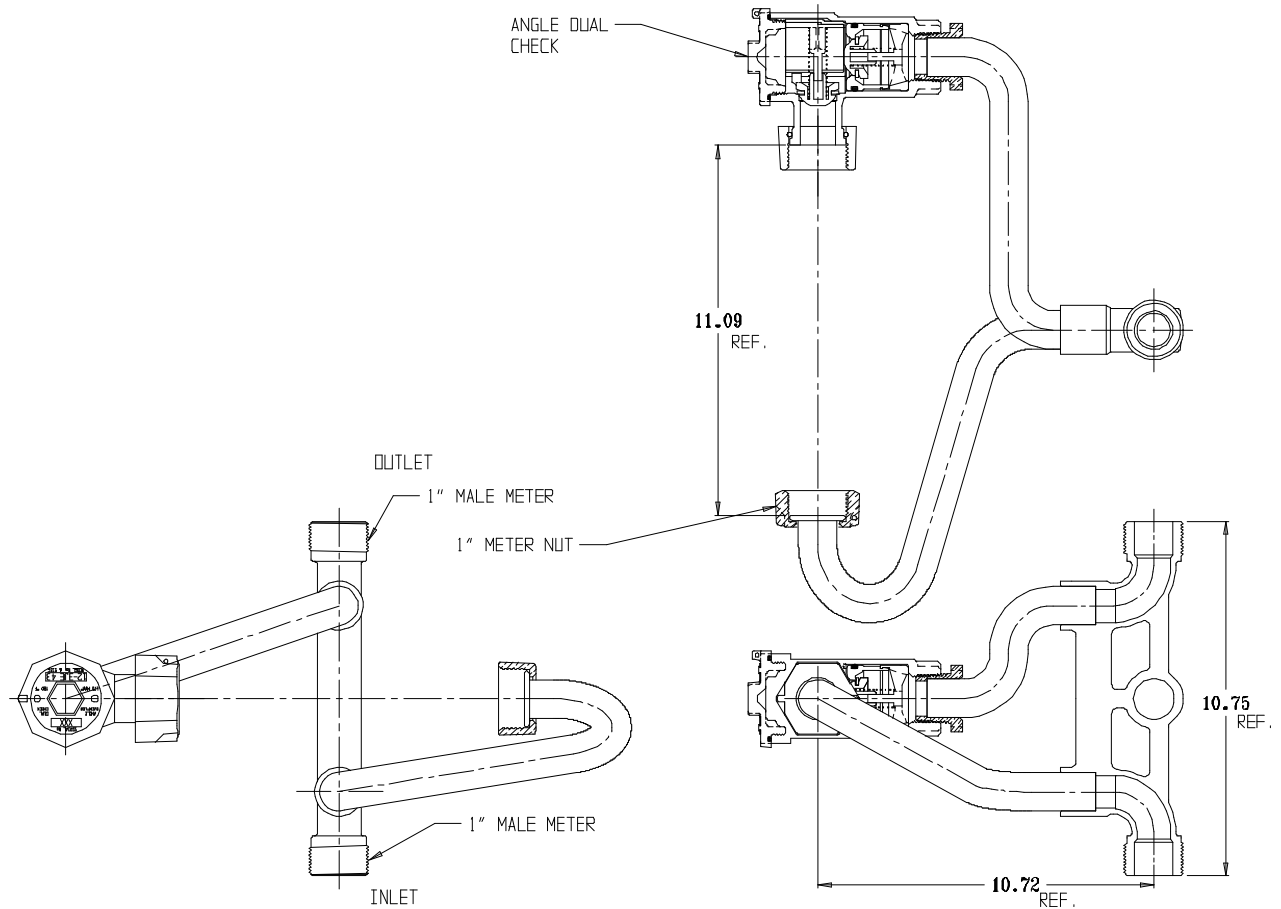 ANGLE DUAL
CHECK
11.09
REF.
OUTLET
1" MALE METER
1" METER NUT
10.75
REF.
1" MALE METER
INLET
10.72
REF.